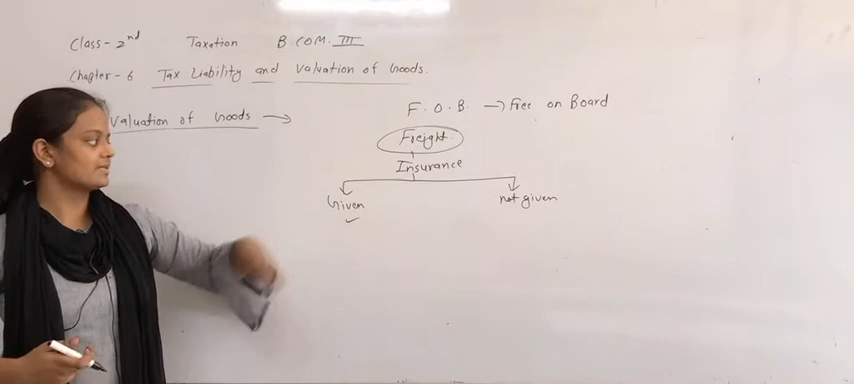 Class-2nd Taxation B.COM. III
Chapter-6 Tax Liability and Valuation of Goods.
Valuation of Goods →
F.O.B. → Free on Board
Freight
Insurance
Given not given